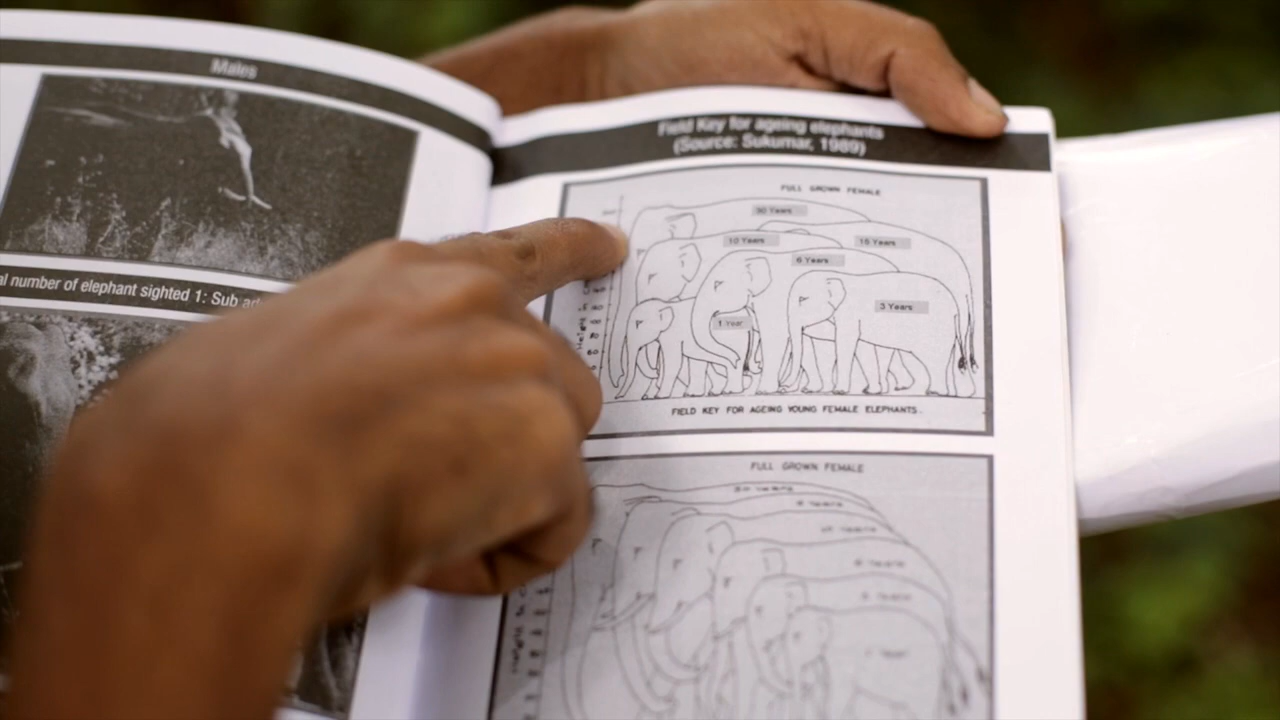 Males
al number of elephant sighted 1: Sub ad
Field Key for ageing elephants
(Source: Sukumar, 1989)
FULL GROWN FEMALE
30 Years
10 Years
15 Years
6 Years
3 Years
1 Year
Height
FIELD KEY FOR AGEING YOUNG FEMALE ELEPHANTS.
FULL GROWN FEMALE
Height